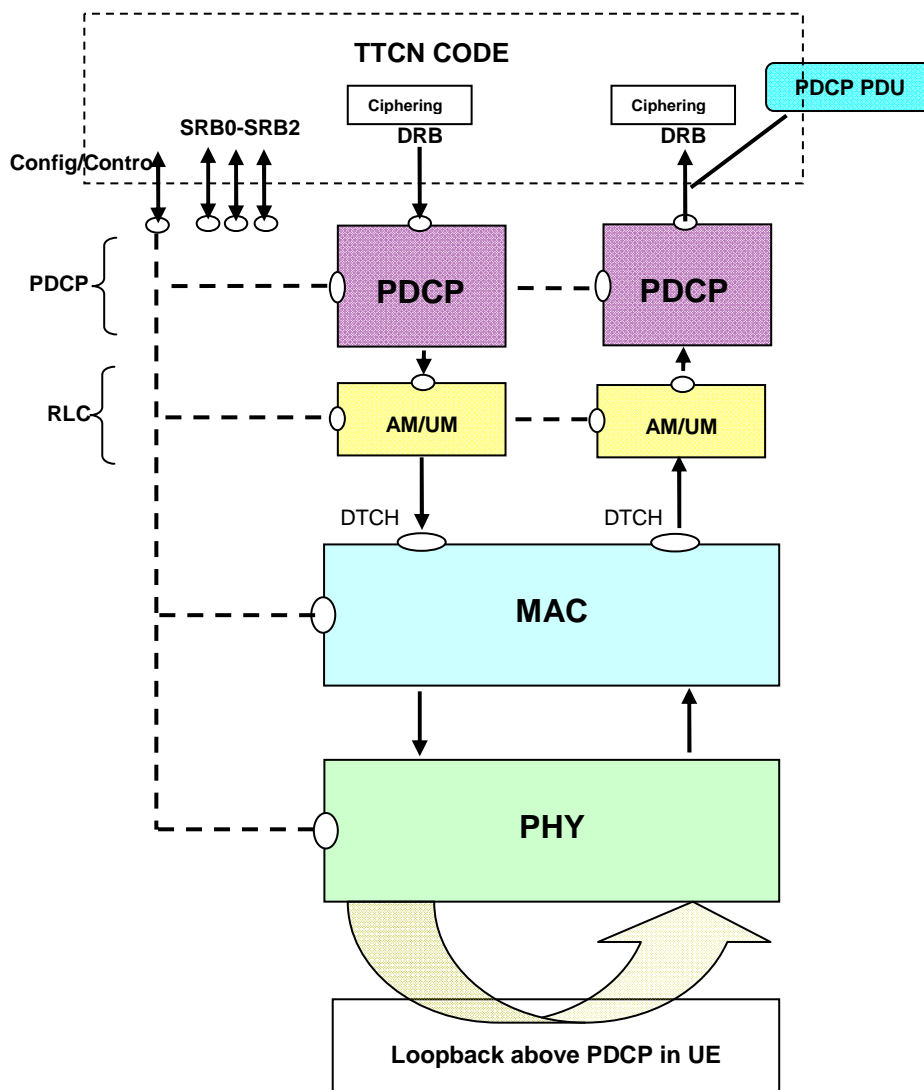 TTCN CODE
PDCP PDU
Ciphering
Ciphering
DRB
DRB
SRB0-SRB2
Config/Contro
PDCP
PDCP
PDCP
RLC
AM/UM
AM/UM
DTCH
DTCH
MAC
PHY
Loopback above PDCP in UE